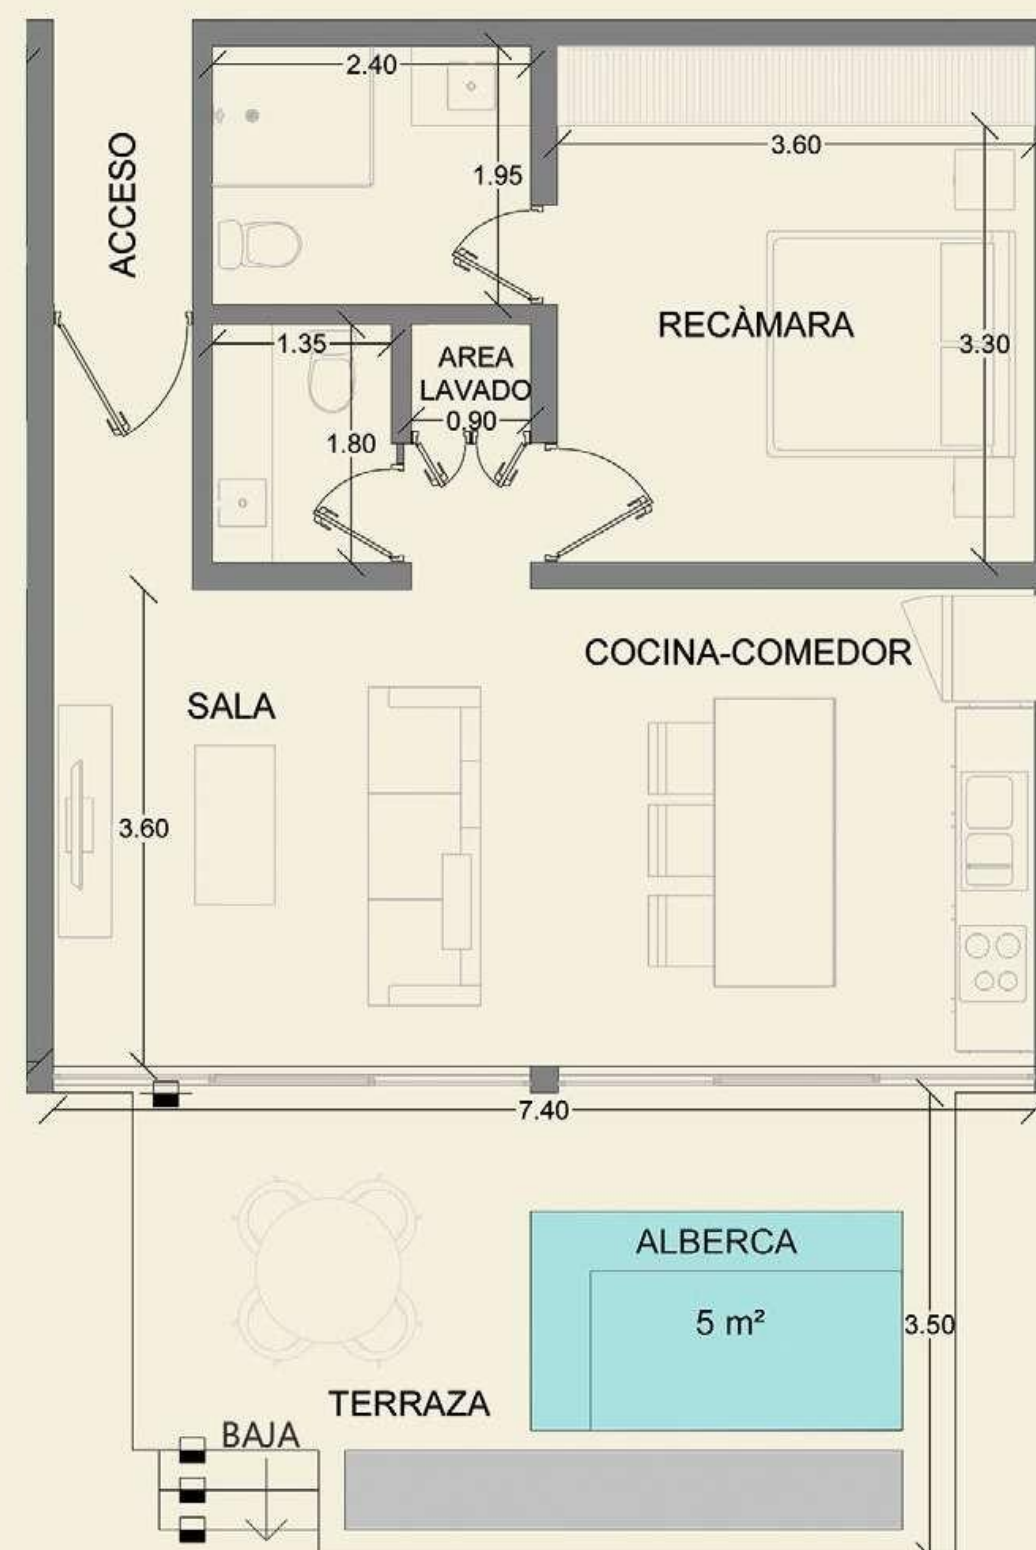 2.40
ACCESO
1.95
3.60
RECÀMARA
3.30
1.35
AREA
LAVADO
0.90
1.80
COCINA-COMEDOR
SALA
3.60
7.40
ALBERCA
5 m²
3.50
TERRAZA
BAJA